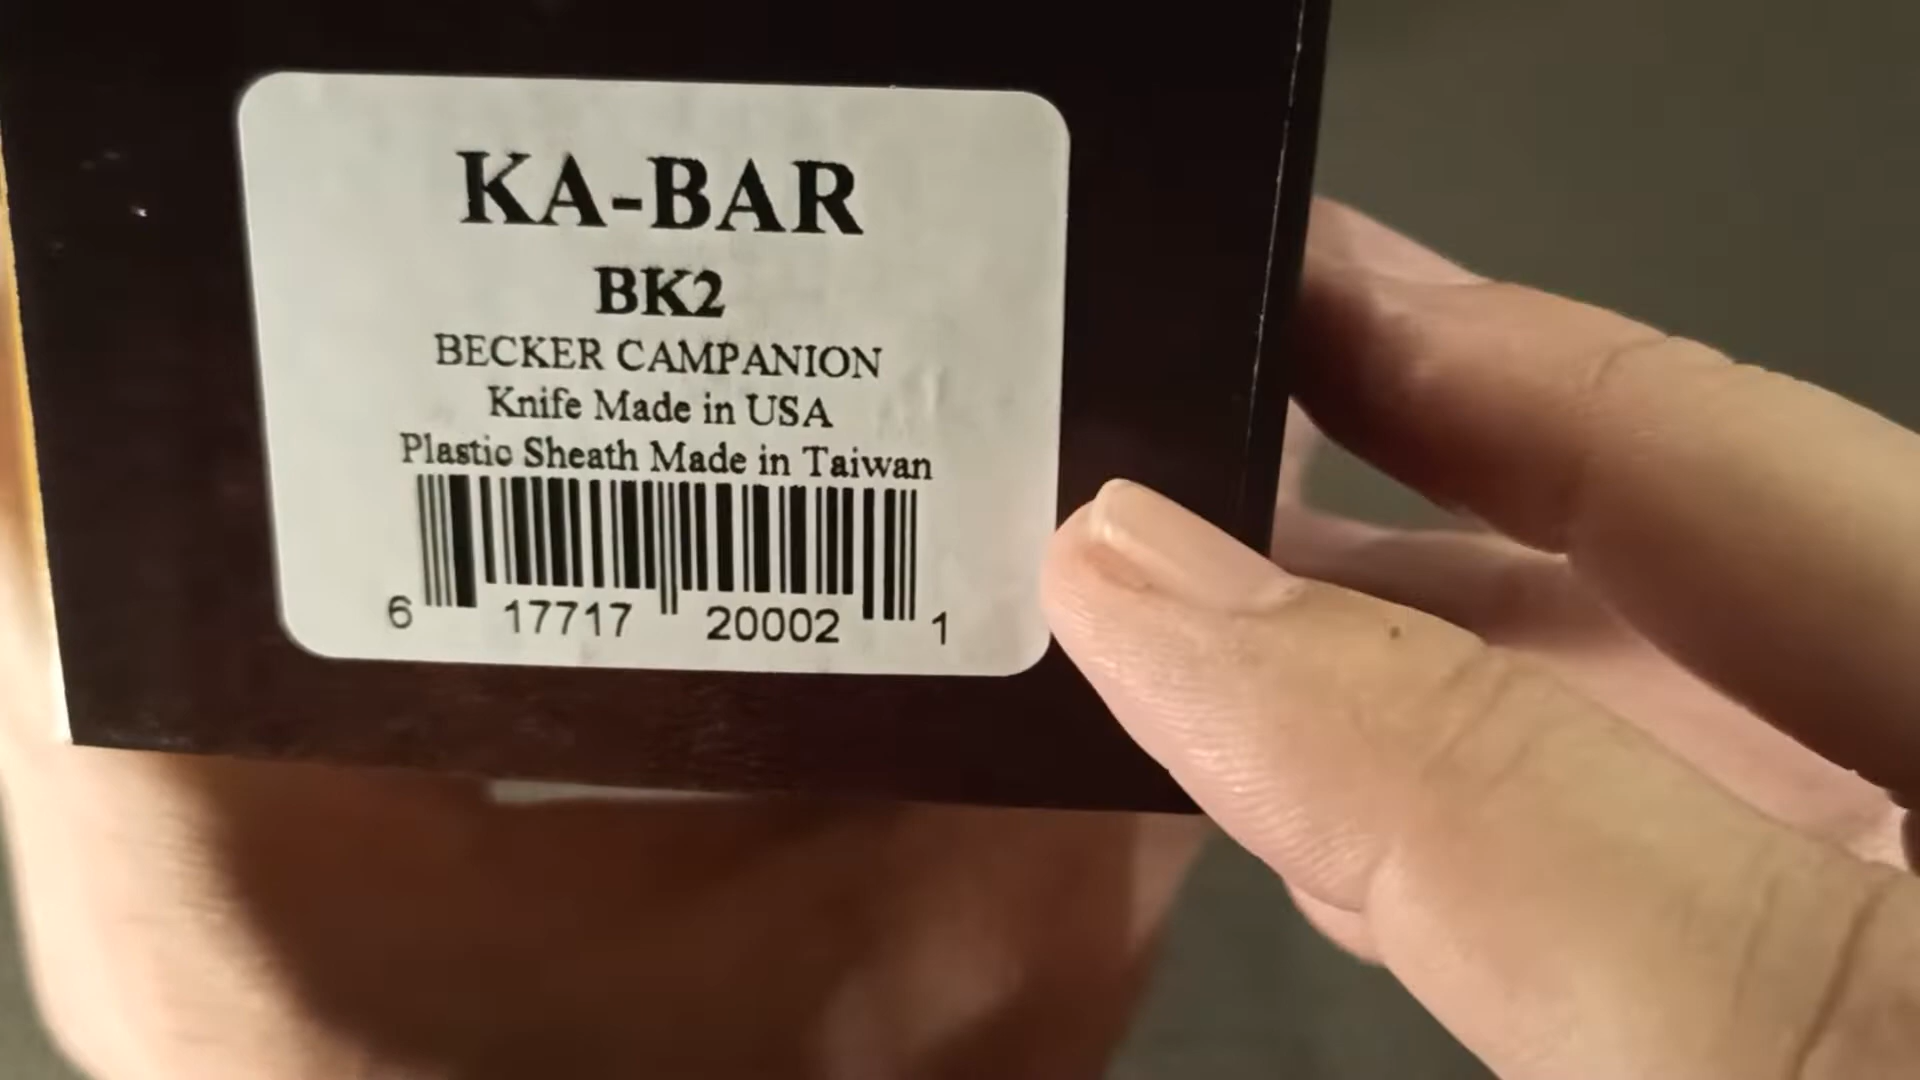 KA-BAR
BK2
BECKER CAMPANION
Knife Made in USA
Plastic Sheath Made in Taiwan
6 17717 20002 1